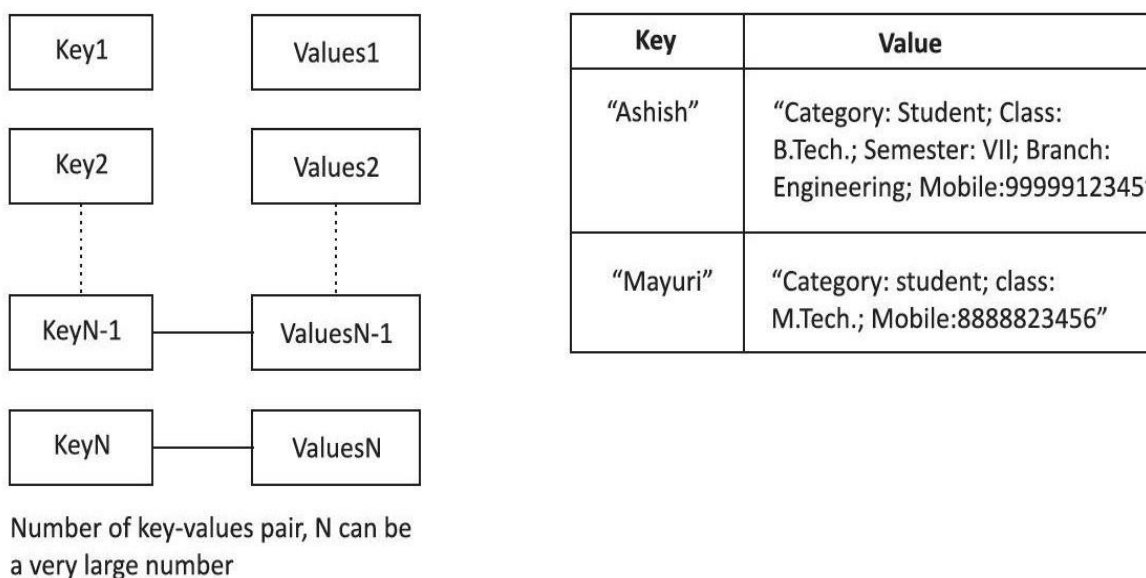 Key1
Values1
Key2
Values2
KeyN-1
ValuesN-1
KeyN
ValuesN
Number of key-values pair, N can be
a very large number
Key
Value
“Ashish”
“Category: Student; Class:
B.Tech.; Semester: VII; Branch:
Engineering; Mobile:9999912345
“Mayuri”
“Category: student; class:
M.Tech.; Mobile:8888823456”